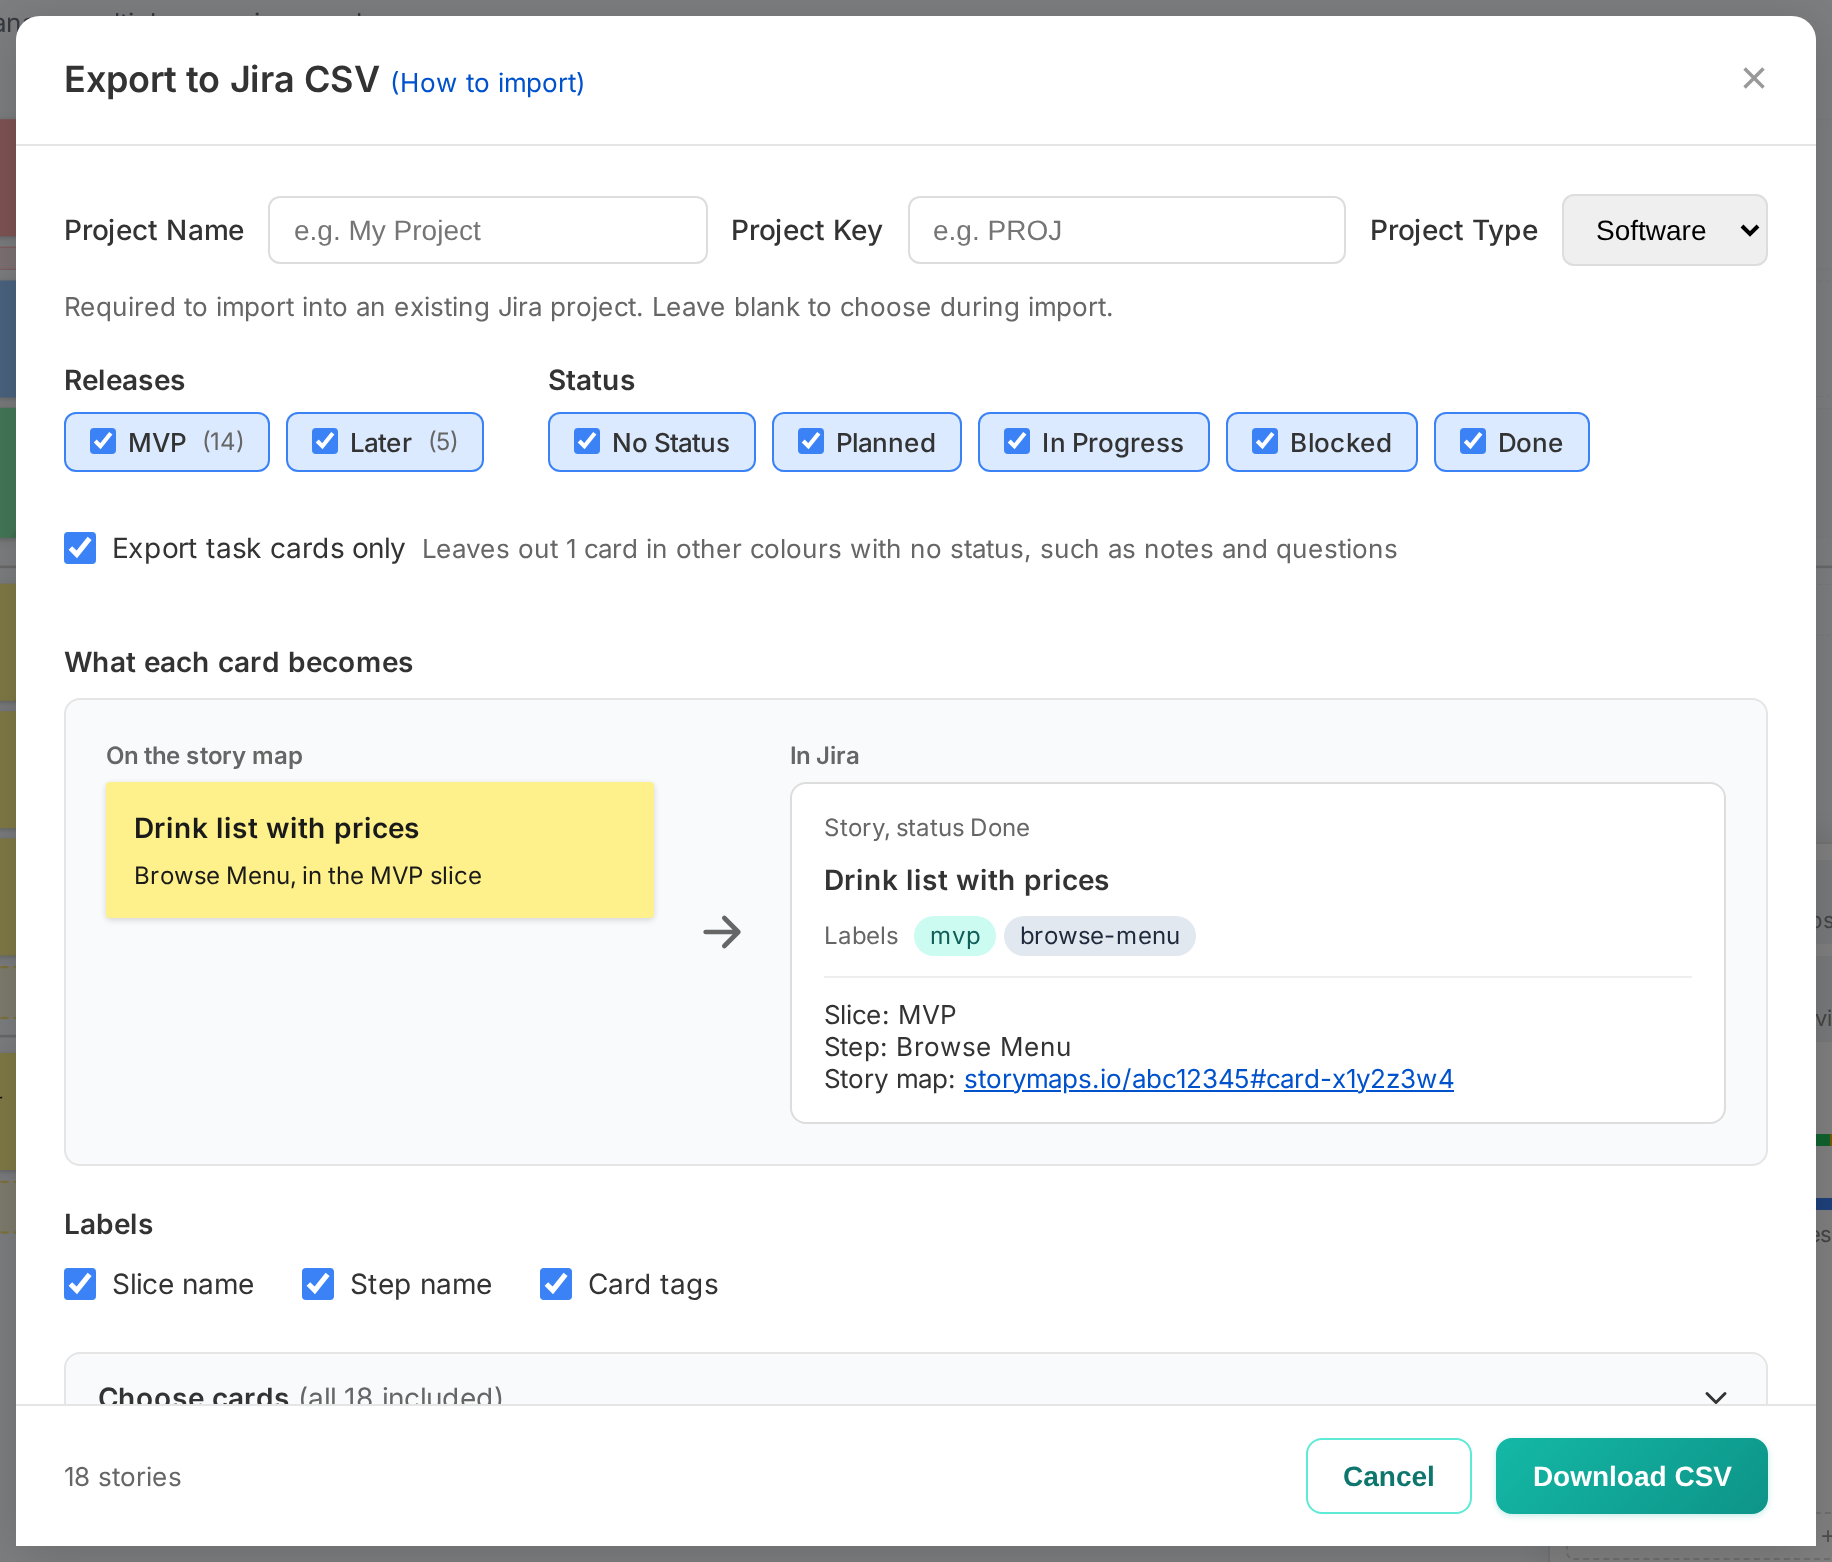 Export to Jira CSV (How to import)
Project Name e.g. My Project Project Key e.g. PROJ Project Type Software
Required to import into an existing Jira project. Leave blank to choose during import.
Releases Status
MVP (14) Later (5) No Status Planned In Progress Blocked Done
Export task cards only Leaves out 1 card in other colours with no status, such as notes and questions
What each card becomes
On the story map
Drink list with prices
Browse Menu, in the MVP slice
In Jira
Story, status Done
Drink list with prices
Labels mvp browse-menu
Slice: MVP
Step: Browse Menu
Story map: storymaps.io/abc12345#card-x1y2z3w4
Labels
Slice name Step name Card tags
Choose cards (all 18 included)
18 stories Cancel Download CSV